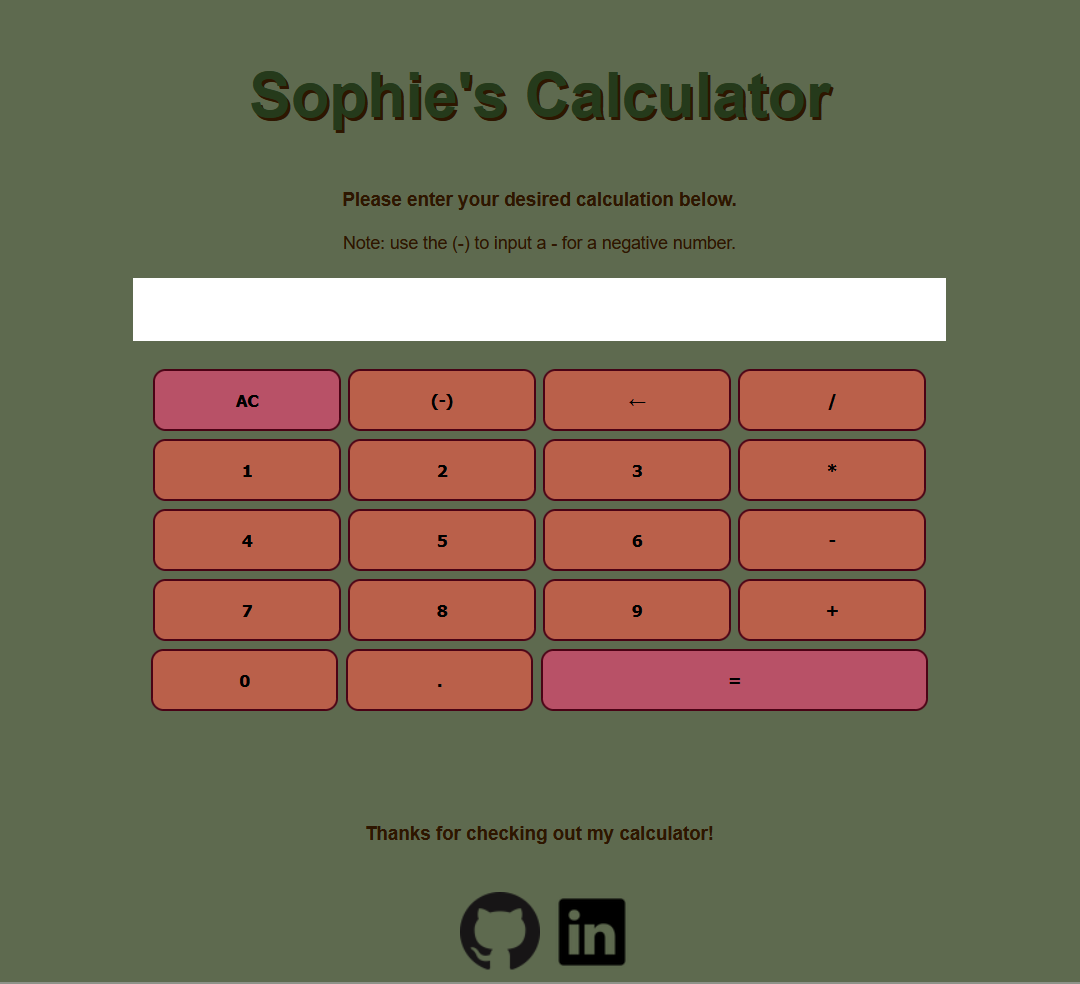 Sophie's Calculator
Please enter your desired calculation below.
Note: use the (-) to input a - for a negative number.
AC (-) ← /
1 2 3 *
4 5 6 -
7 8 9 +
0 . =
Thanks for checking out my calculator!
in